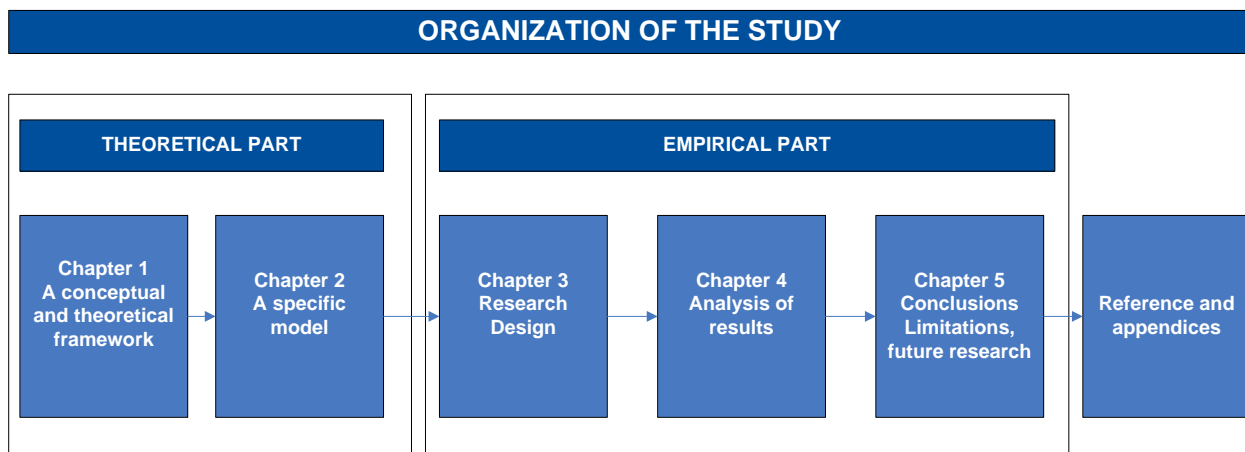 ORGANIZATION OF THE STUDY
THEORETICAL PART
EMPIRICAL PART
Chapter 1
A conceptual
and theoretical
framework
Chapter 2
A specific
model
Chapter 3
Research
Design
Chapter 4
Analysis of
results
Chapter 5
Conclusions
Limitations,
future research
Reference and
appendices